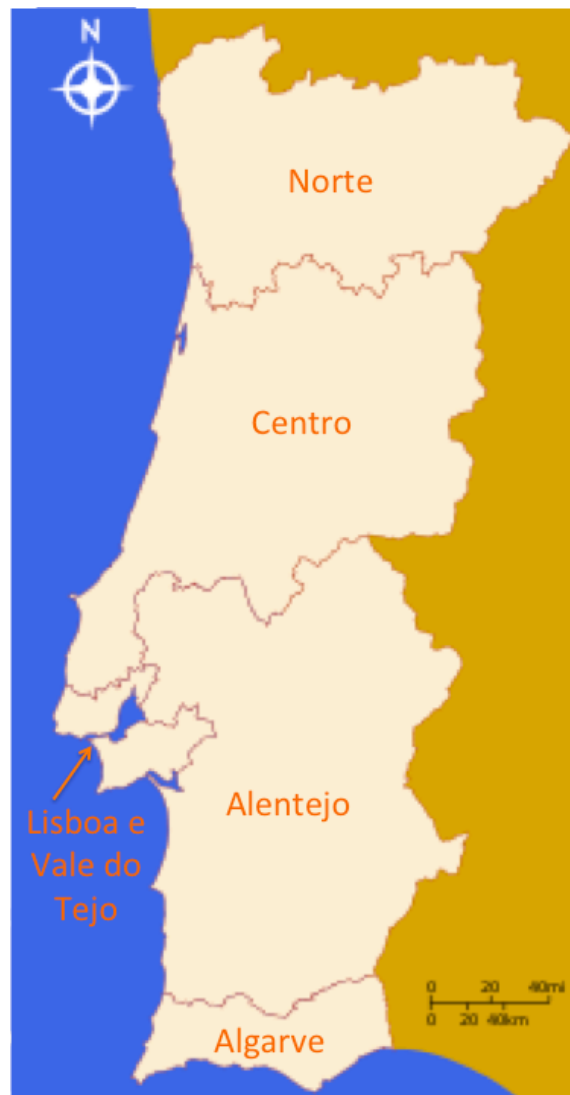 N
Norte
Centro
Alentejo
Lisboa e
Vale do
Tejo
0 20 40mi
0 20 40km
Algarve